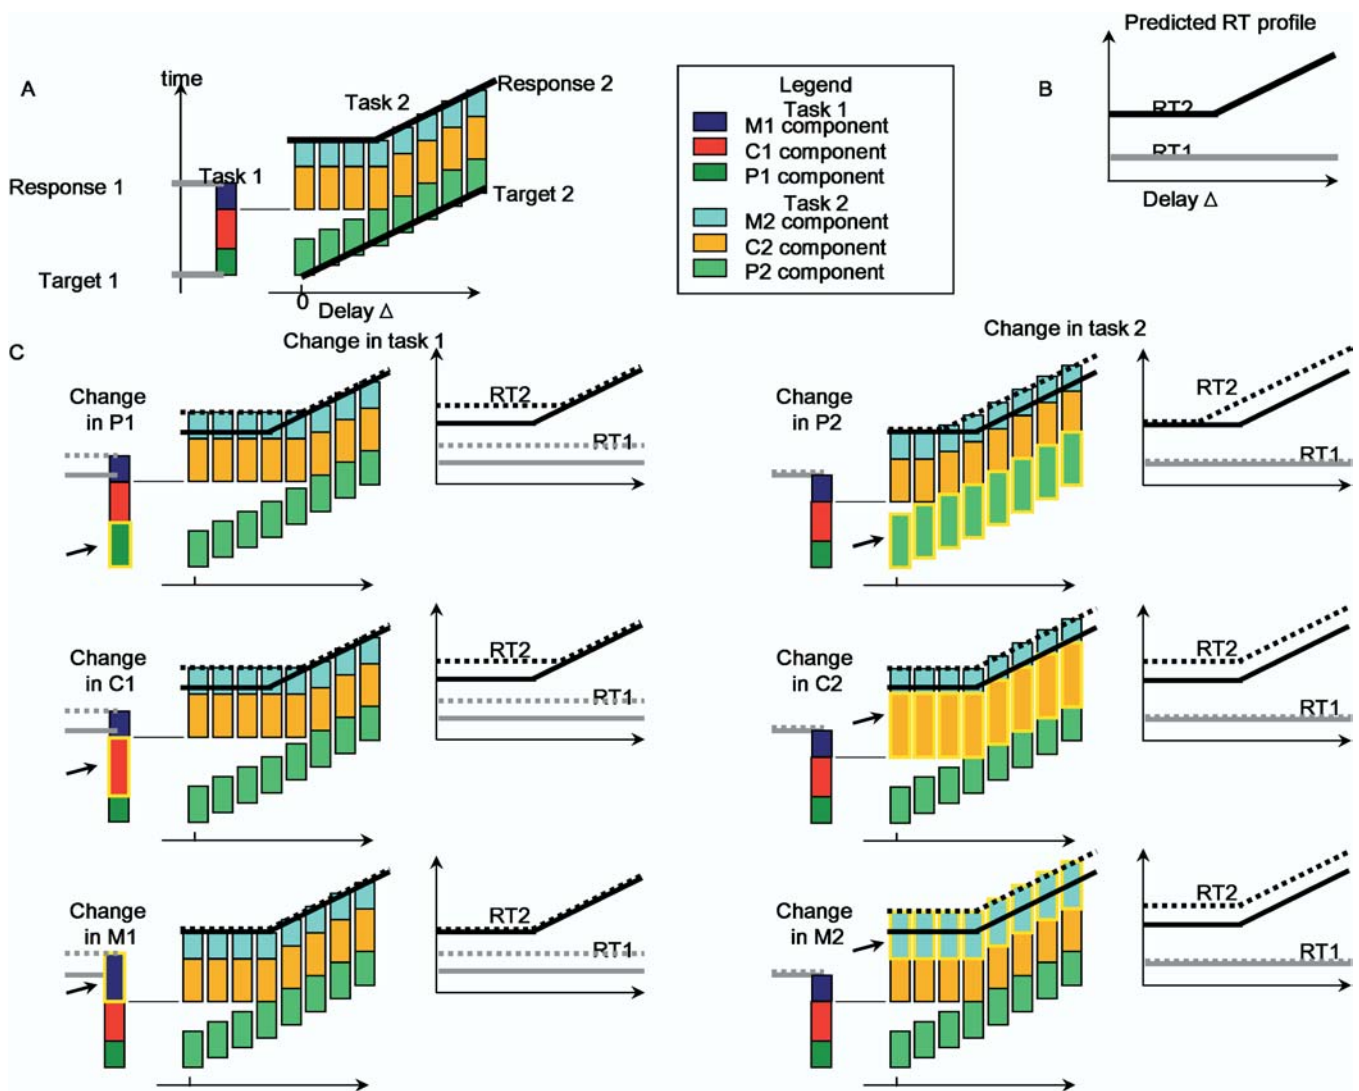 A
time
Response 1
Task 1
Target 1
Task 2
Response 2
Target 2
0
Delay Δ
Legend
Task 1
M1 component
C1 component
P1 component
Task 2
M2 component
C2 component
P2 component
B
Predicted RT profile
RT2
RT1
Delay Δ
C
Change in task 1
Change
in P1
RT2
RT1
Change
in C1
RT2
RT1
Change
in M1
RT2
RT1
Change in task 2
Change
in P2
RT2
RT1
Change
in C2
RT2
RT1
Change
in M2
RT2
RT1